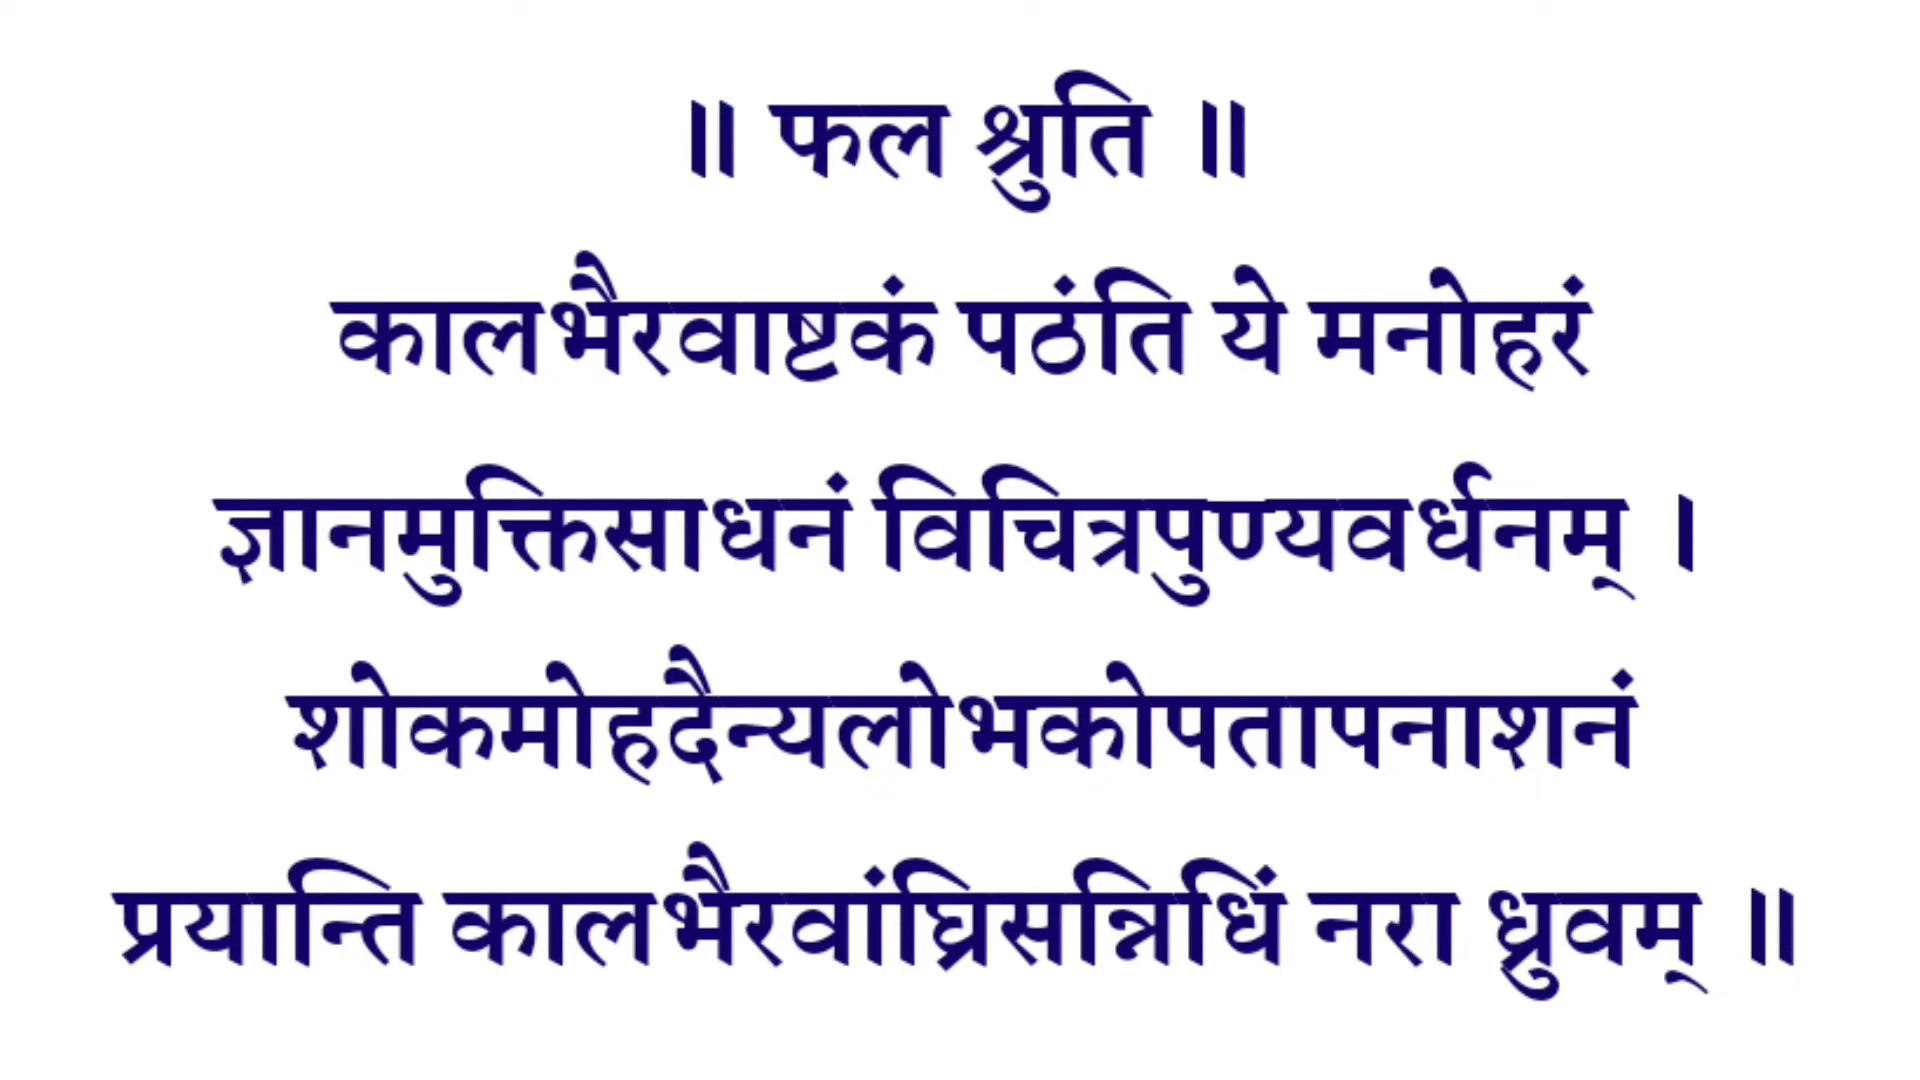 ॥ फल श्रुति ॥
कालभैरवाष्टकं पठंति ये मनोहरं
ज्ञानमुक्तिसाधनं विचित्रपुण्यवर्धनम् ।
शोकमोहदैन्यलोभकोपतापनाशनं
प्रयान्ति कालभैरवांघ्रिसन्निधिं नरा ध्रुवम् ॥